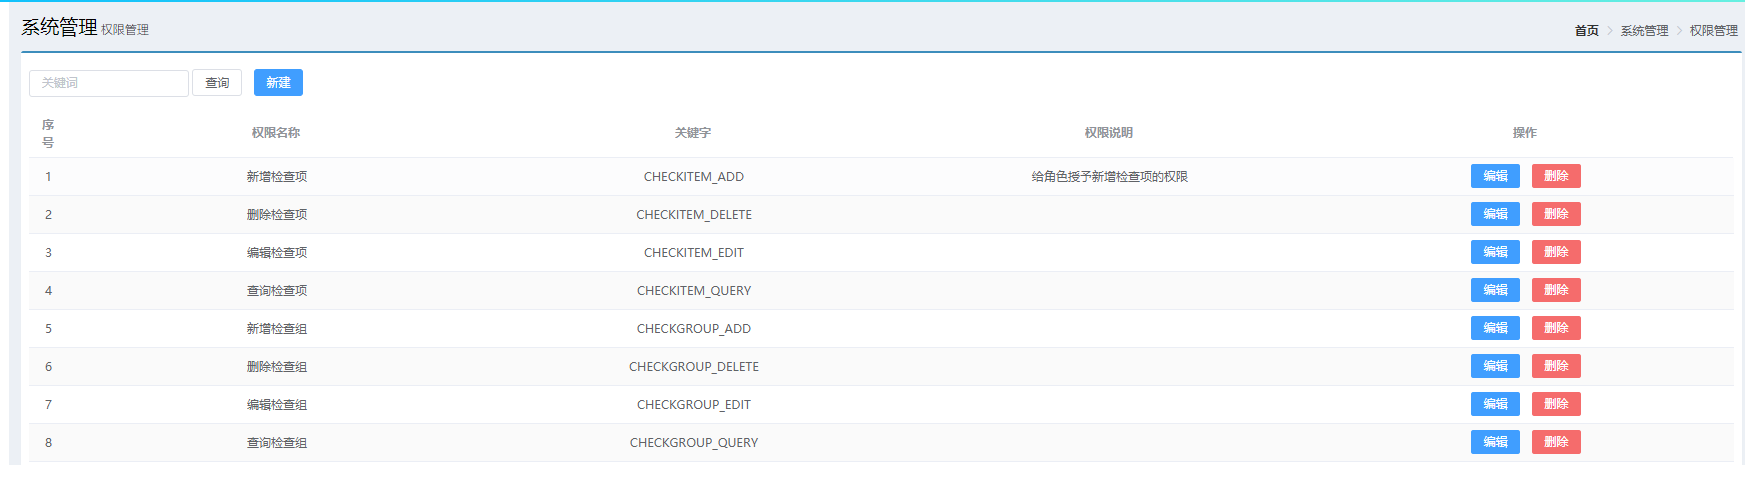 系统管理 权限管理 首页 > 系统管理 > 权限管理
关键词 查询 新建
序号 权限名称 关键字 权限说明 操作
1 新增检查项 CHECKITEM_ADD 给角色授予新增检查项的权限 编辑 删除
2 删除检查项 CHECKITEM_DELETE 编辑 删除
3 编辑检查项 CHECKITEM_EDIT 编辑 删除
4 查询检查项 CHECKITEM_QUERY 编辑 删除
5 新增检查组 CHECKGROUP_ADD 编辑 删除
6 删除检查组 CHECKGROUP_DELETE 编辑 删除
7 编辑检查组 CHECKGROUP_EDIT 编辑 删除
8 查询检查组 CHECKGROUP_QUERY 编辑 删除